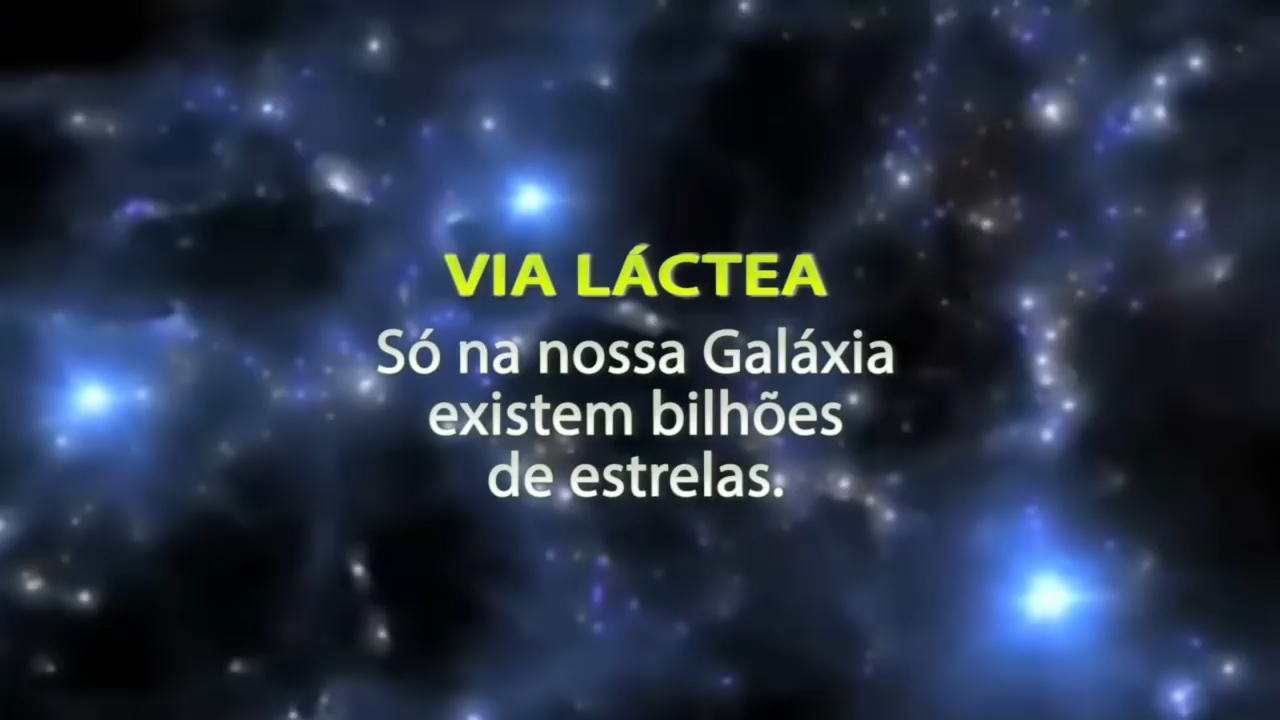 VIA LÁCTEA
Só na nossa Galáxia
existem bilhões
de estrelas.